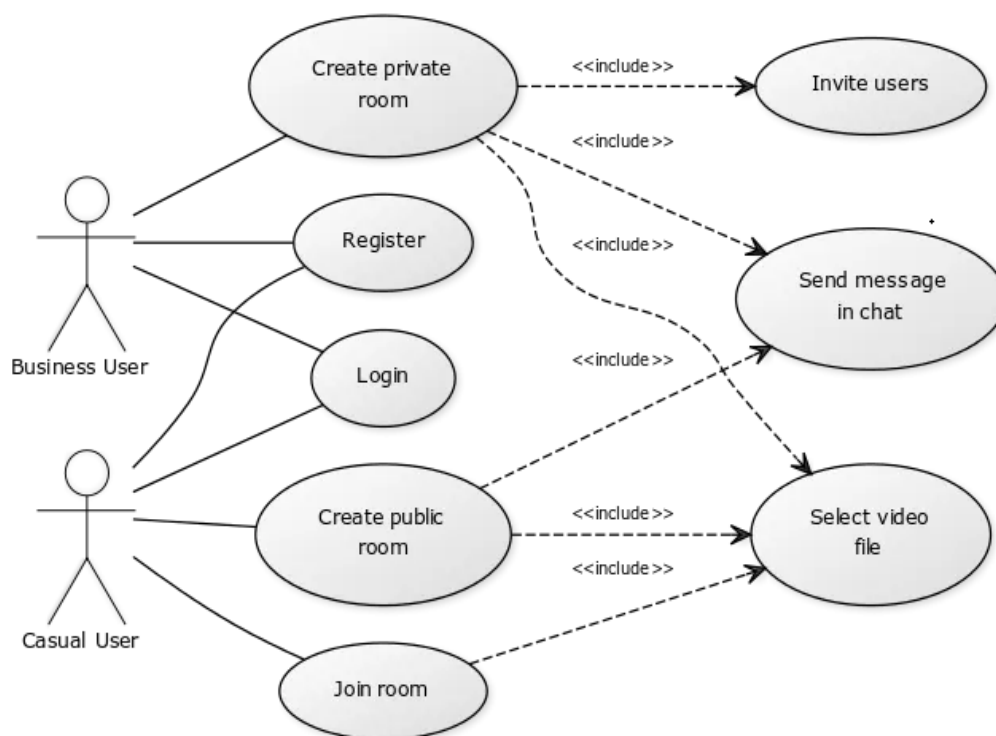 Create private
room
<<include>>
Invite users
<<include>>
Register
<<include>>
Send message
in chat
Business User
Login
<<include>>
Casual User
Create public
room
<<include>>
Select video
file
<<include>>
Join room